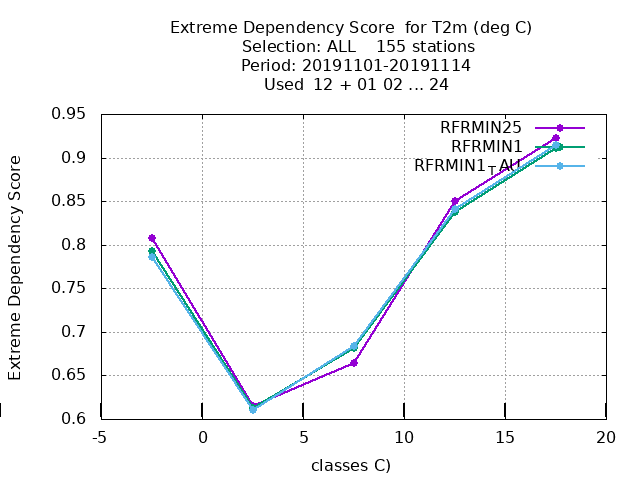 Extreme Dependency Score for T2m (deg C)
Selection: ALL 155 stations
Period: 20191101-20191114
Used 12 + 01 02 ... 24
Extreme Dependency Score
0.95
0.9
0.85
0.8
0.75
0.7
0.65
0.6
RFRMIN25
RFRMIN1
RFRMIN1TAU
-5 0 5 10 15 20
classes C)